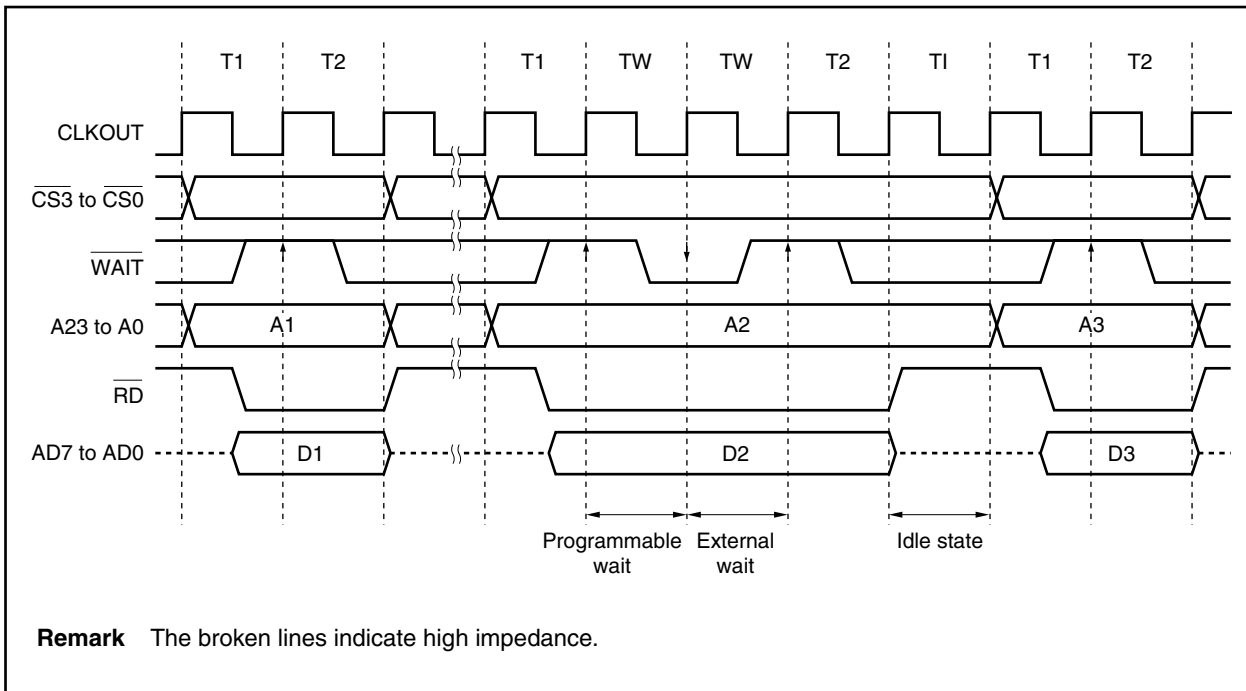 T1 T2 T1 TW TW T2 TI T1 T2
CLKOUT
CS3 to CS0
WAIT
A23 to A0 A1 A2 A3
RD
AD7 to AD0 D1 D2 D3
Programmable wait
External wait
Idle state
Remark The broken lines indicate high impedance.